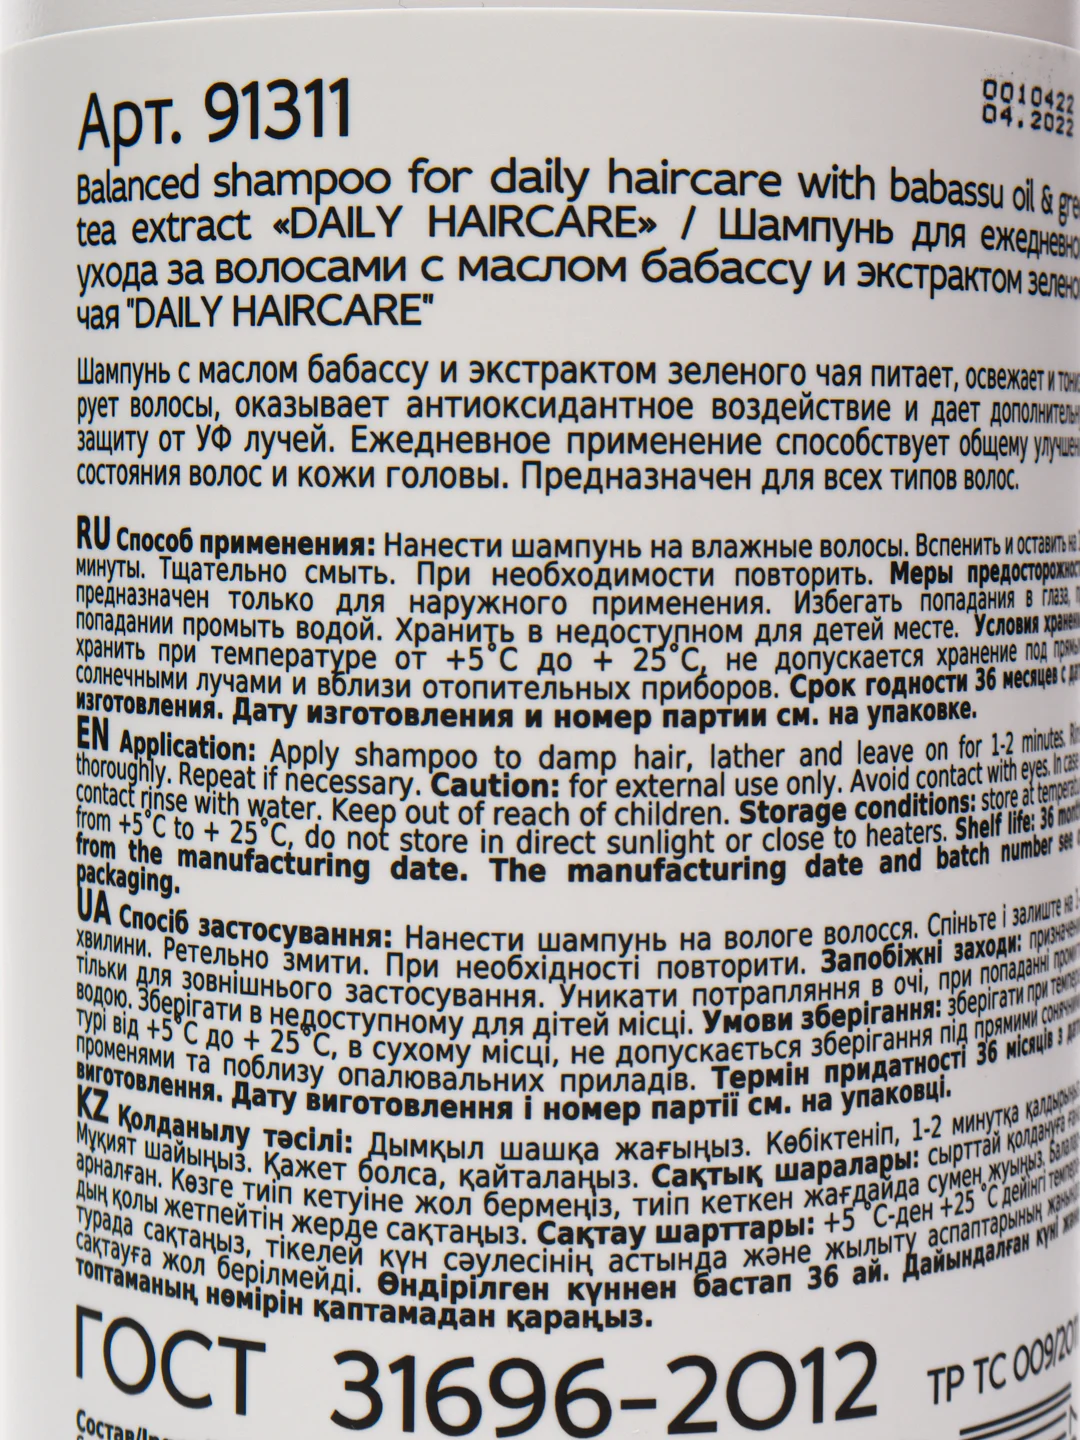 Арт. 91311
0010422
04.2022
Balanced shampoo for daily haircare with babassu oil &
tea extract «DAILY HAIRCARE» / Шампунь для
ухода за волосами с маслом бабассу и экстрактом
чая "DAILY HAIRCARE"
Шампунь с маслом бабассу и экстрактом зеленого чая питает, освежает и
рует волосы, оказывает антиоксидантное воздействие и дает
защиту от УФ лучей. Ежедневное применение способствует общему
состояния волос и кожи головы. Предназначен для всех типов волос.
RU Способ применения: Нанести шампунь на влажные волосы. Вспенить и оставить на
минуты. Тщательно смыть. При необходимости повторить. Меры
предназначен только для наружного применения. Избегать попадания в глаза,
попадании промыть водой. Хранить в недоступном для детей месте. Условия
хранить при температуре от +5°C до + 25°C, не допускается хранение под
солнечными лучами и вблизи отопительных приборов. Срок годности 36 месяцев с
изготовления. Дату изготовления и номер партии см. на упаковке.
EN Application: Apply shampoo to damp hair, lather and leave on for 1-2 minutes.
thoroughly. Repeat if necessary. Caution: for external use only. Avoid contact with eyes. In case
contact rinse with water. Keep out of reach of children. Storage conditions: store at
from +5°C to + 25°C, do not store in direct sunlight or close to heaters. Shelf life: 36
from the manufacturing date. The manufacturing date and batch number see
packaging.
UA Спосіб застосування: Нанести шампунь на вологе волосся. Спіньте і залиште на
хвилини. Ретельно змити. При необхідності повторити. Запобіжні заходи:
тільки для зовнішнього застосування. Уникати потрапляння в очі, при попаданні
водою. Зберігати в недоступному для дітей місці. Умови зберігання: зберігати при
турі від +5°C до + 25°C, в сухому місці, не допускається зберігання під прямими
променями та поблизу опалювальних приладів. Термін придатності 36 місяців з
виготовлення. Дату виготовлення і номер партії см. на упаковці.
KZ Қолданылу тәсілі: Дымқыл шашқа жағыңыз. Көбіктеніп, 1-2 минутқа
Мұқият шайыңыз. Қажет болса, қайталаңыз. Сақтық шаралары: сырттай қолдануға
арналған. Көзге тиіп кетуіне жол бермеңіз, тиіп кеткен жағдайда сумен жуыңыз.
дың қолы жетпейтін жерде сақтаңыз. Сақтау шарттары: +5 °С-ден +25 °С дейінгі
турада сақтаңыз, тікелей күн сәулесінің астында және жылыту аспаптарының
сақтауға жол берілмейді. Өндірілген күннен бастап 36 ай. Дайындалған күні
топтаманың нөмірін қаптамадан қараңыз.
ГОСТ 31696-2012
ТР ТС 009/2011